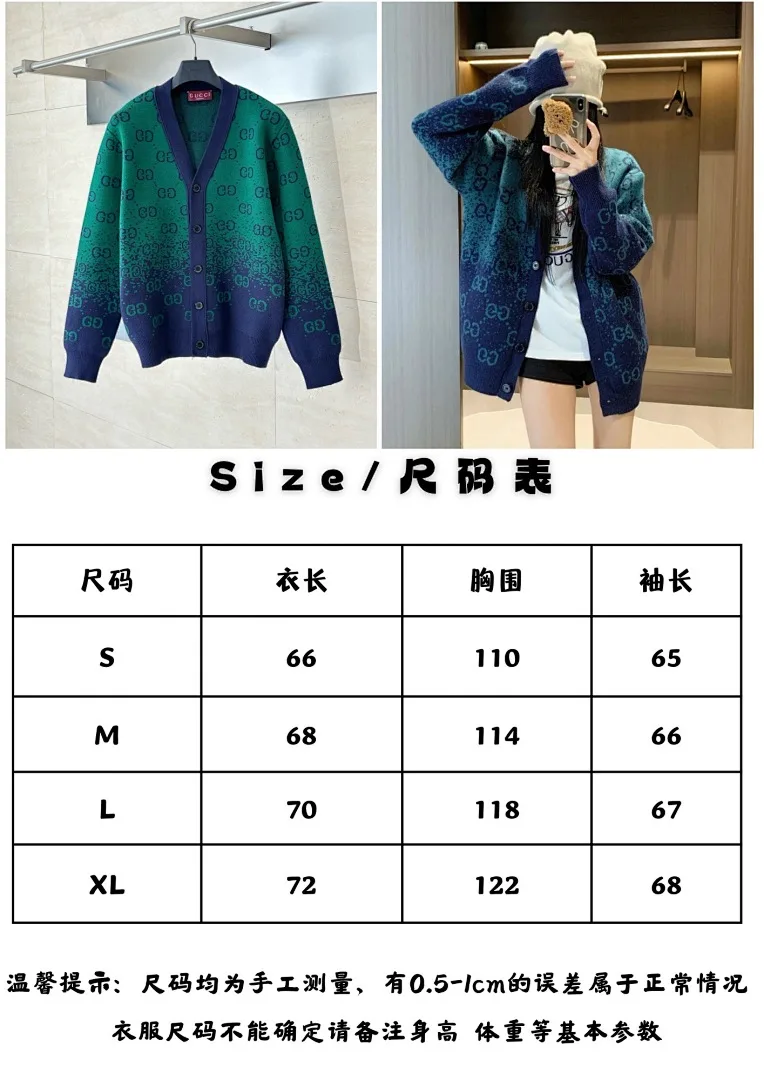 GUCCI
Size/尺码表
尺码 衣长 胸围 袖长
S 66 110 65
M 68 114 66
L 70 118 67
XL 72 122 68
温馨提示：尺码均为手工测量，有0.5-1cm的误差属于正常情况
衣服尺码不能确定请备注身高 体重等基本参数